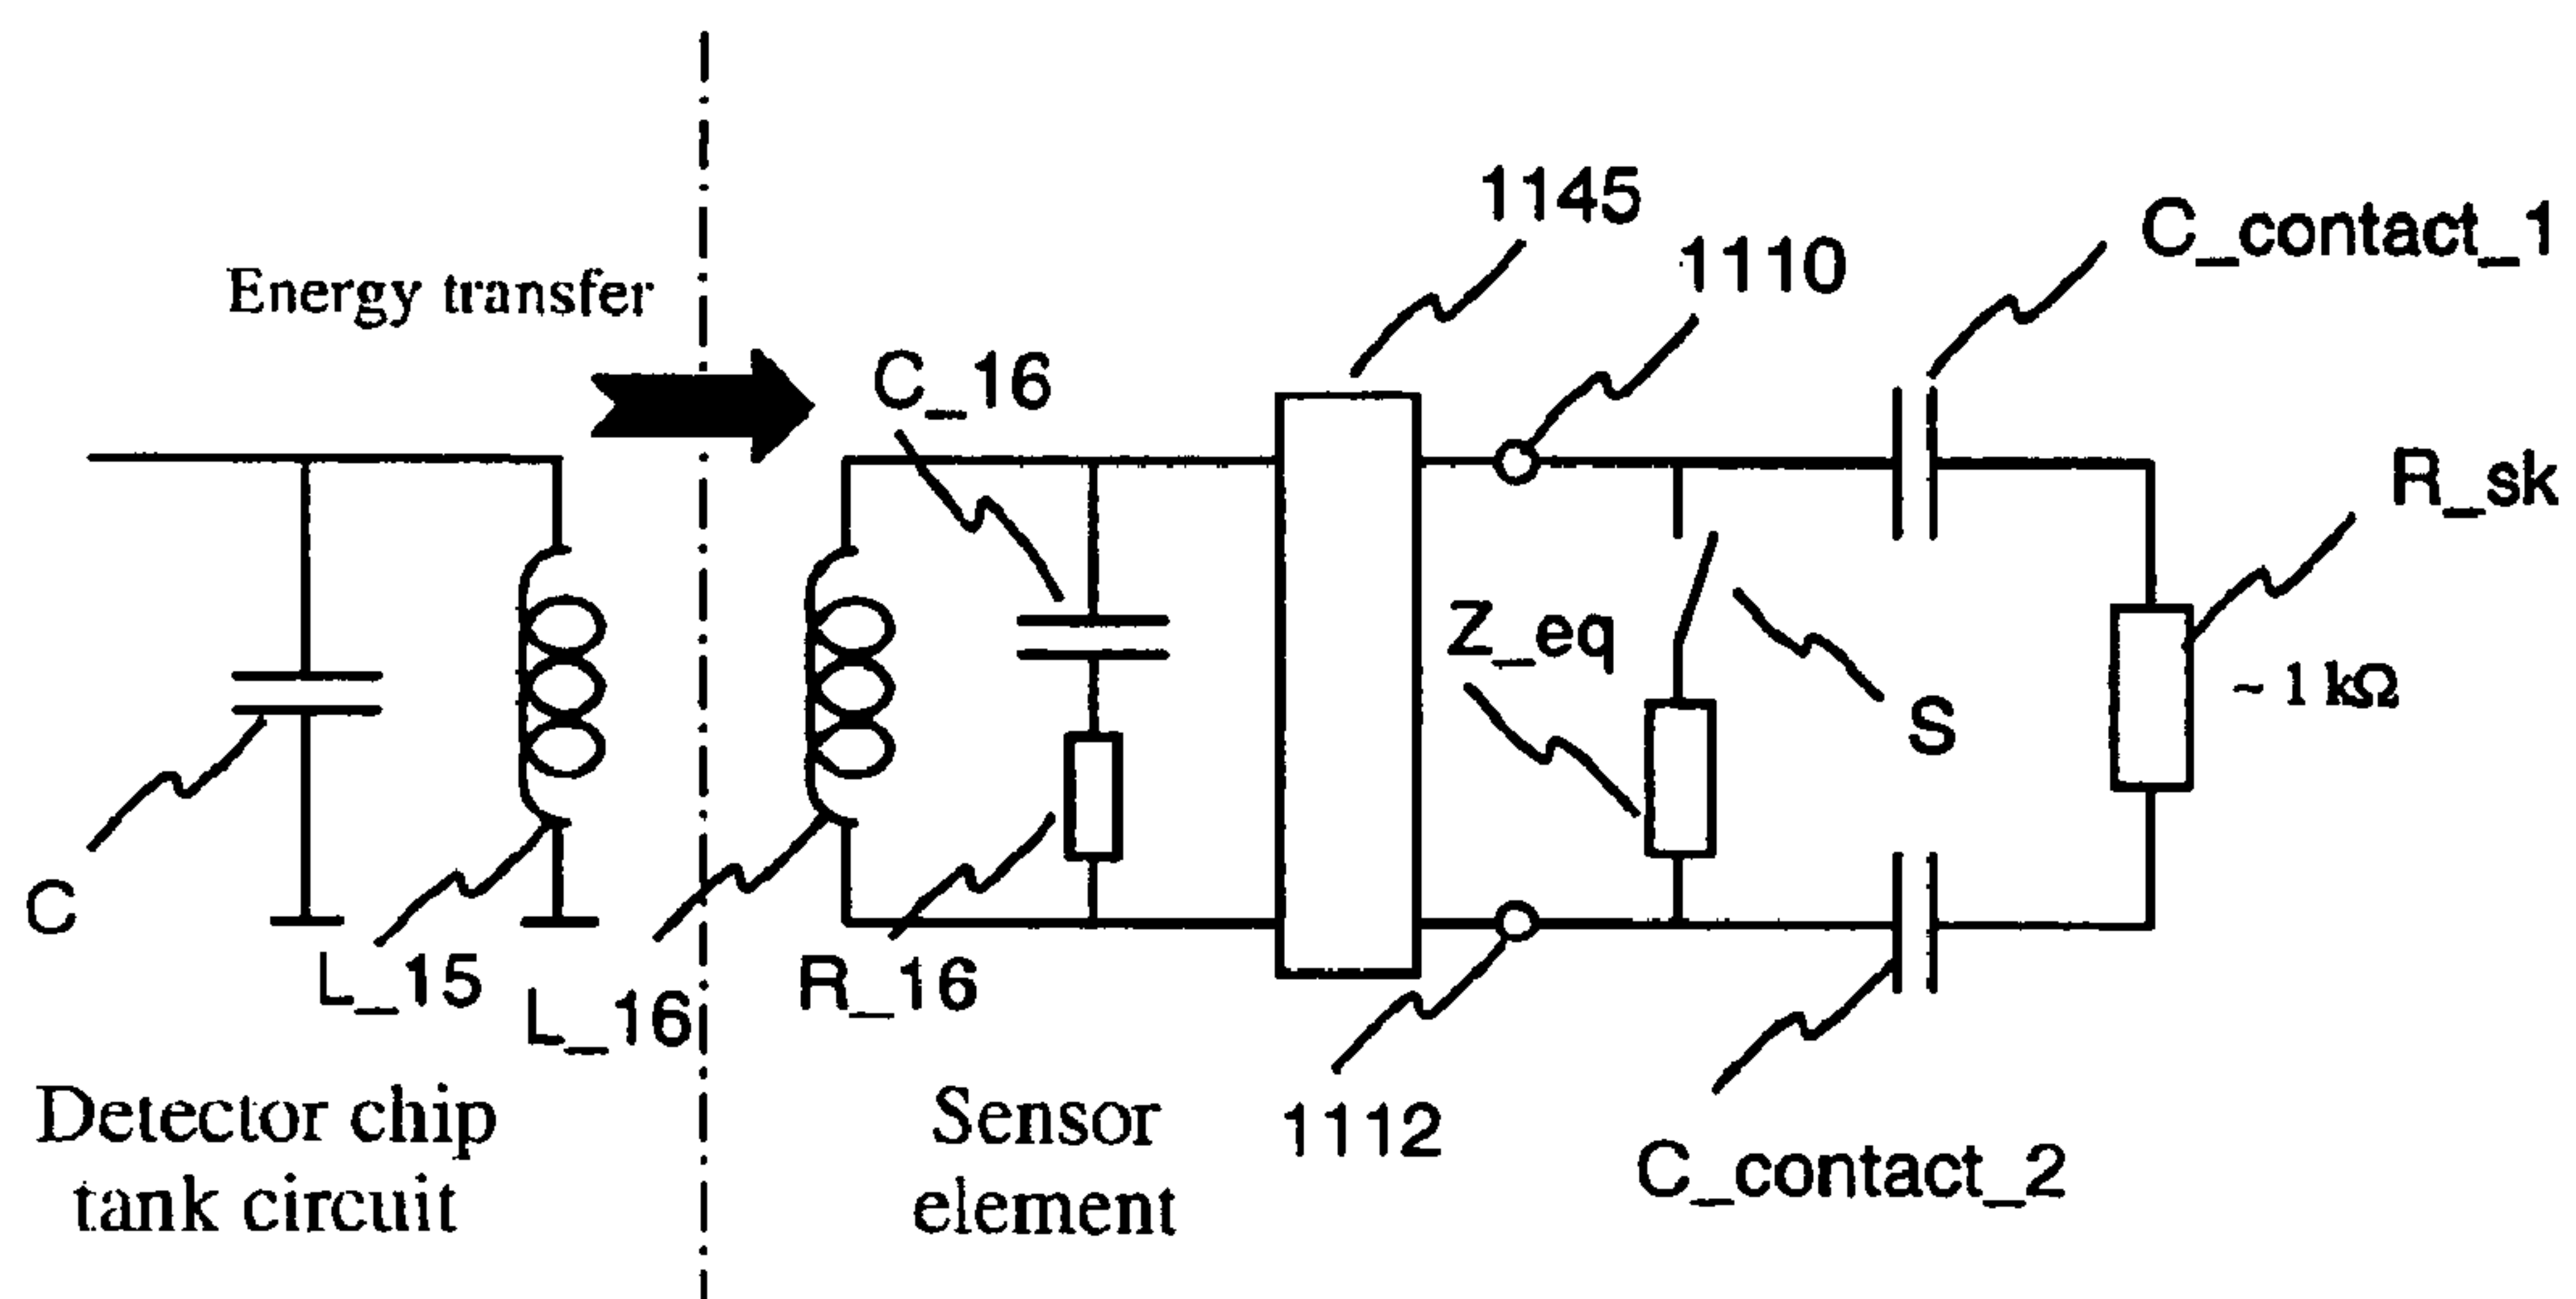 1145
1110
C_contact_1
Energy transfer
C_16
R_sk
Z_eq
~ 1 kΩ
S
C
L_15
L_16
R_16
1112
C_contact_2
Detector chip
tank circuit
Sensor
element